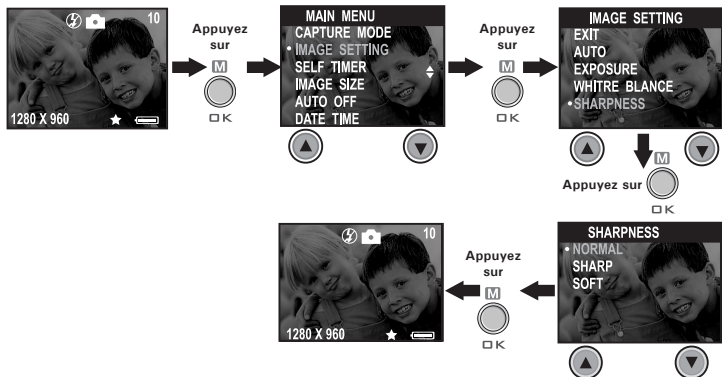 10
1280 X 960
Appuyez
sur
M
OK
MAIN MENU
CAPTURE MODE
• IMAGE SETTING
SELF TIMER
IMAGE SIZE
AUTO OFF
DATE TIME
Appuyez
sur
M
OK
IMAGE SETTING
EXIT
AUTO
EXPOSURE
WHITRE BLANCE
•SHARPNESS
Appuyez sur
M
OK
SHARPNESS
• NORMAL
SHARP
SOFT
Appuyez
sur
M
OK
10
1280 X 960